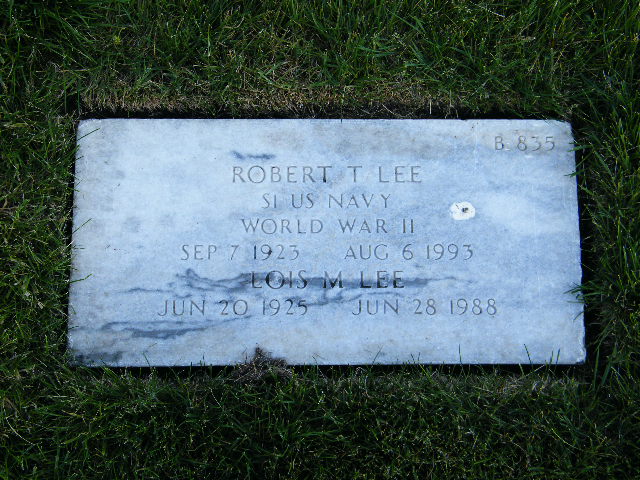 B 835
ROBERT T LEE
S1 US NAVY
WORLD WAR II
SEP 7 1923 AUG 6 1993
LOIS M LEE
JUN 20 1925 JUN 28 1988